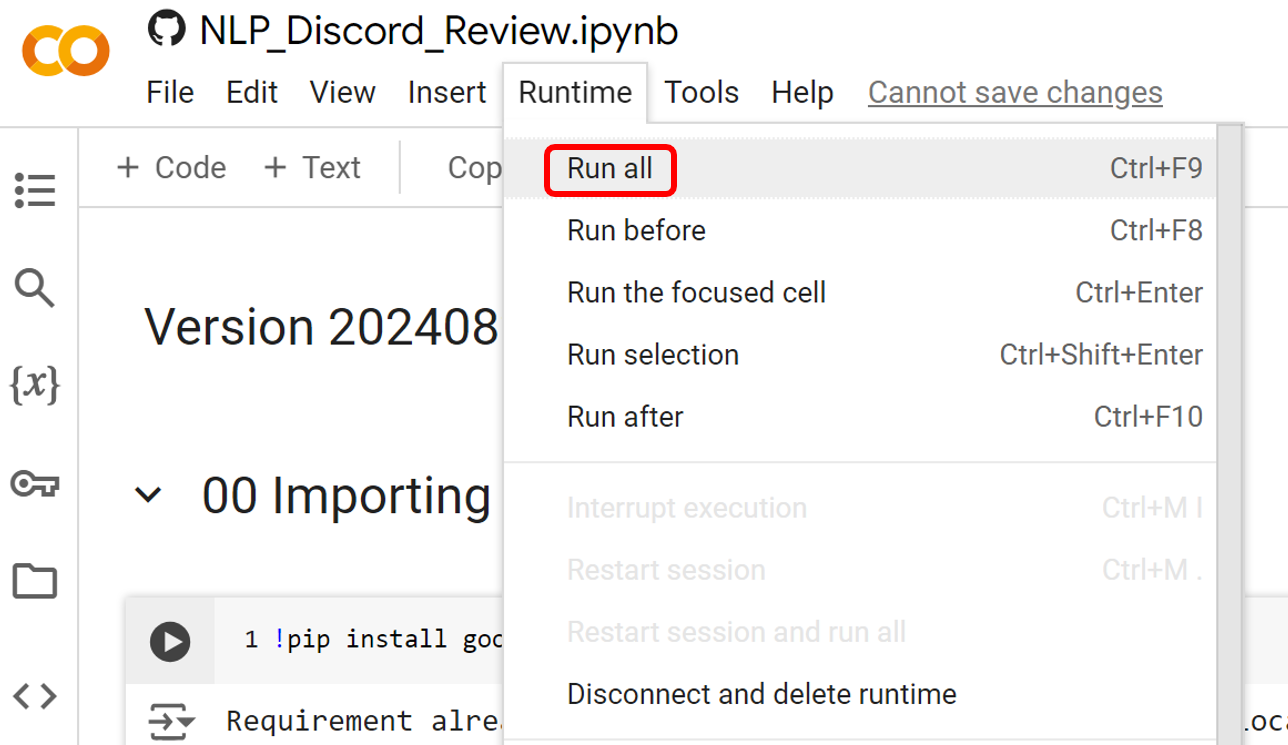 NLP_Discord_Review.ipynb
File Edit View Insert Runtime Tools Help Cannot save changes
+ Code + Text Cop
Run all Ctrl+F9
Run before Ctrl+F8
Run the focused cell Ctrl+Enter
Run selection Ctrl+Shift+Enter
Run after Ctrl+F10
Interrupt execution Ctrl+M I
Restart session Ctrl+M .
Restart session and run all
Disconnect and delete runtime
{x}
Version 202408
00 Importing
1 !pip install goo
Requirement alre
loca